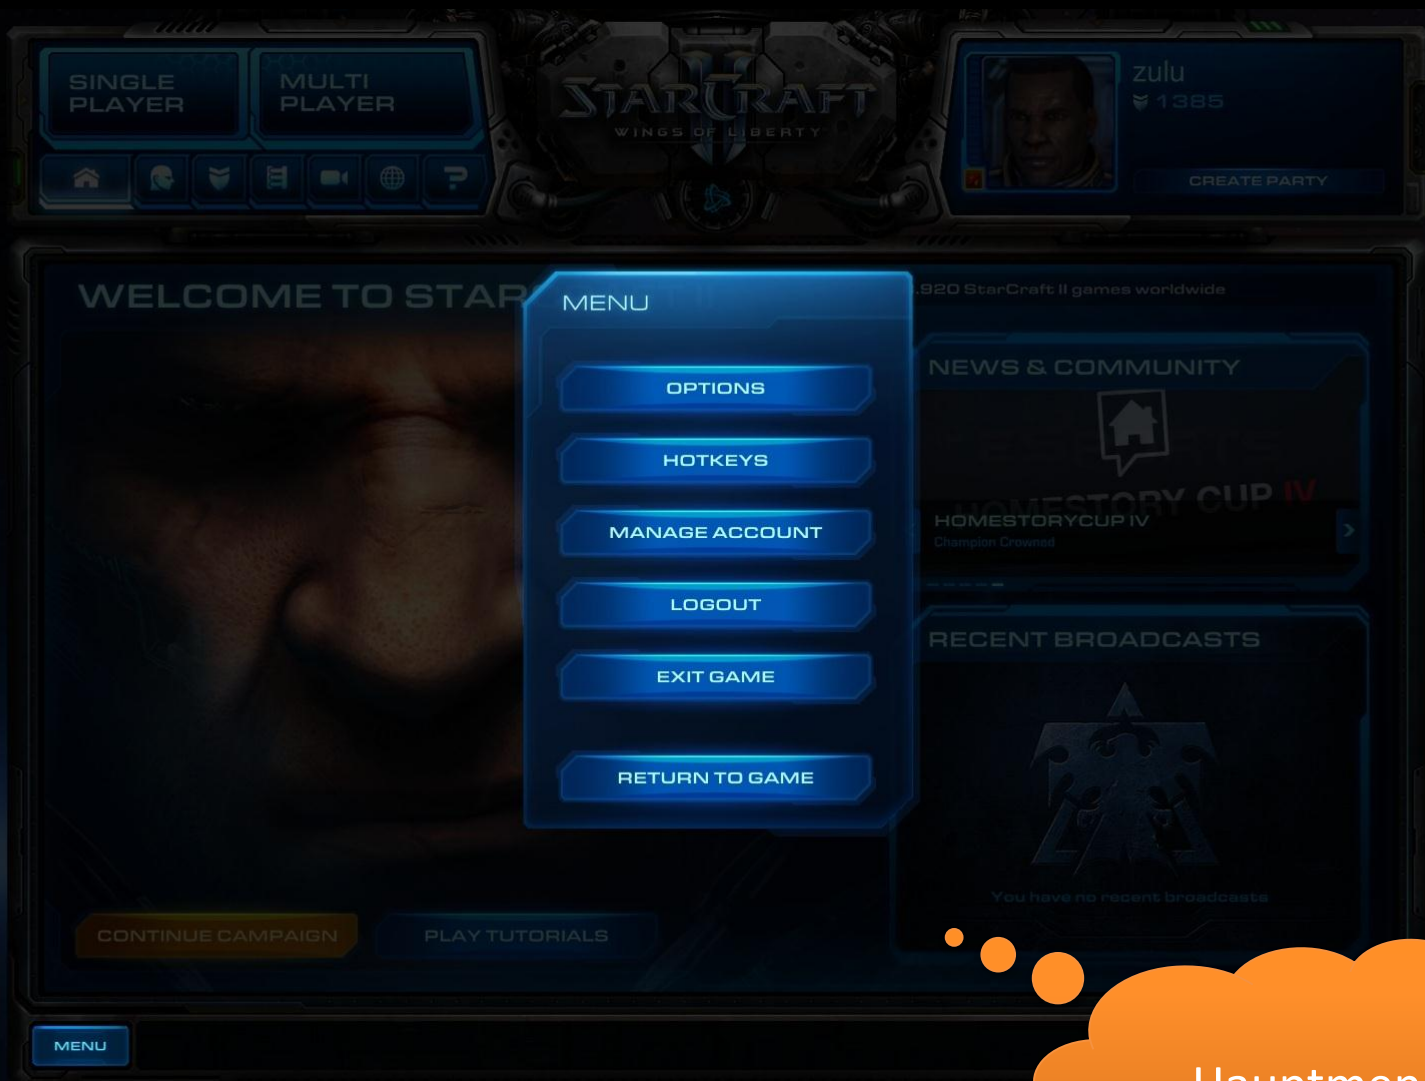 SINGLE
PLAYER
MULTI
PLAYER
STARCRAFT
II
WINGS OF LIBERTY
zulu
1385
CREATE PARTY
WELCOME TO STAR
.920 StarCraft II games worldwide
MENU
OPTIONS
HOTKEYS
MANAGE ACCOUNT
LOGOUT
EXIT GAME
RETURN TO GAME
NEWS & COMMUNITY
HOMESTORY CUP IV
HOMESTORYCUP IV
Champion Crowned
RECENT BROADCASTS
You have no recent broadcasts
CONTINUE CAMPAIGN
PLAY TUTORIALS
MENU